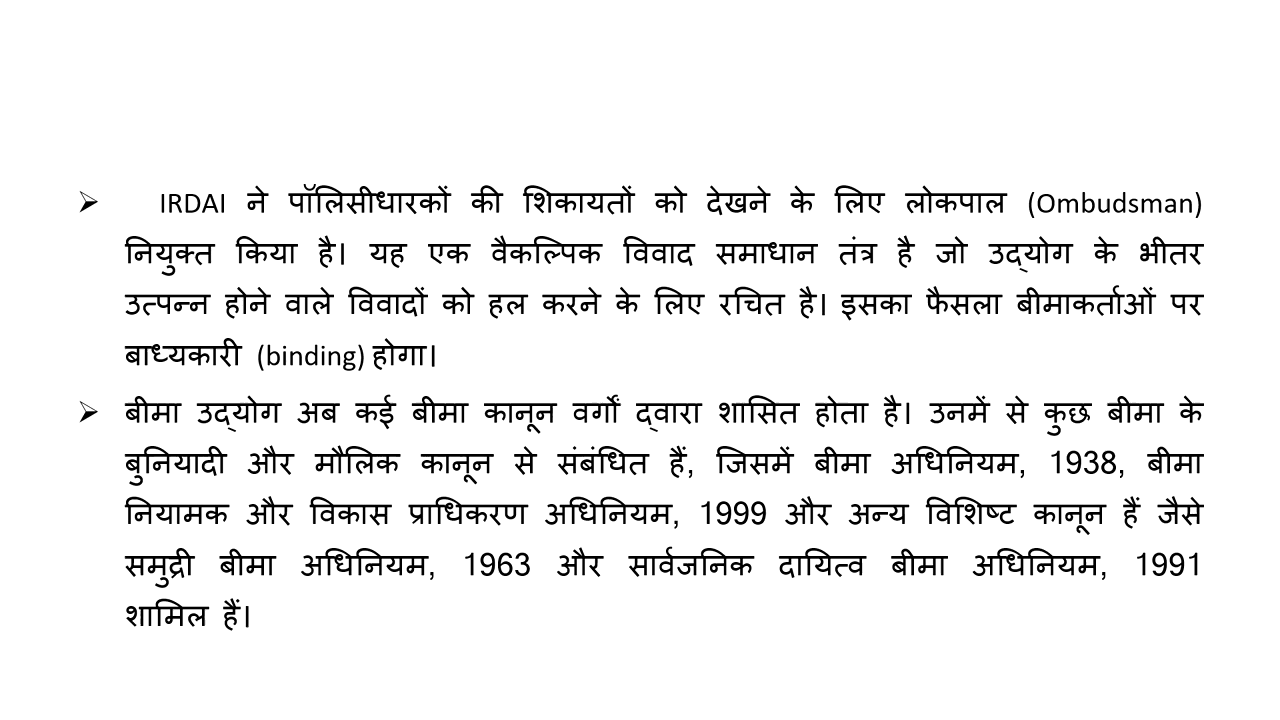 ➢ IRDAI ने पॉलिसीधारकों की शिकायतों को देखने के लिए लोकपाल (Ombudsman)
नियुक्त किया है। यह एक वैकल्पिक विवाद समाधान तंत्र है जो उद्योग के भीतर
उत्पन्न होने वाले विवादों को हल करने के लिए रचित है। इसका फैसला बीमाकर्ताओं पर
बाध्यकारी (binding) होगा।
➢ बीमा उद्योग अब कई बीमा कानून वर्गों द्वारा शासित होता है। उनमें से कुछ बीमा के
बुनियादी और मौलिक कानून से संबंधित हैं, जिसमें बीमा अधिनियम, 1938, बीमा
नियामक और विकास प्राधिकरण अधिनियम, 1999 और अन्य विशिष्ट कानून हैं जैसे
समुद्री बीमा अधिनियम, 1963 और सार्वजनिक दायित्व बीमा अधिनियम, 1991
शामिल हैं।